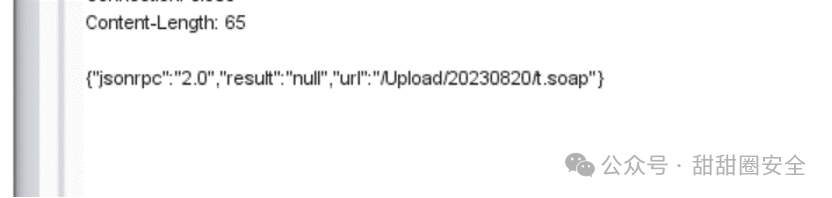 Content-Length: 65
{"jsonrpc":"2.0","result":"null","url":"/Upload/20230820/t.soap"}
公众号 · 甜甜圈安全